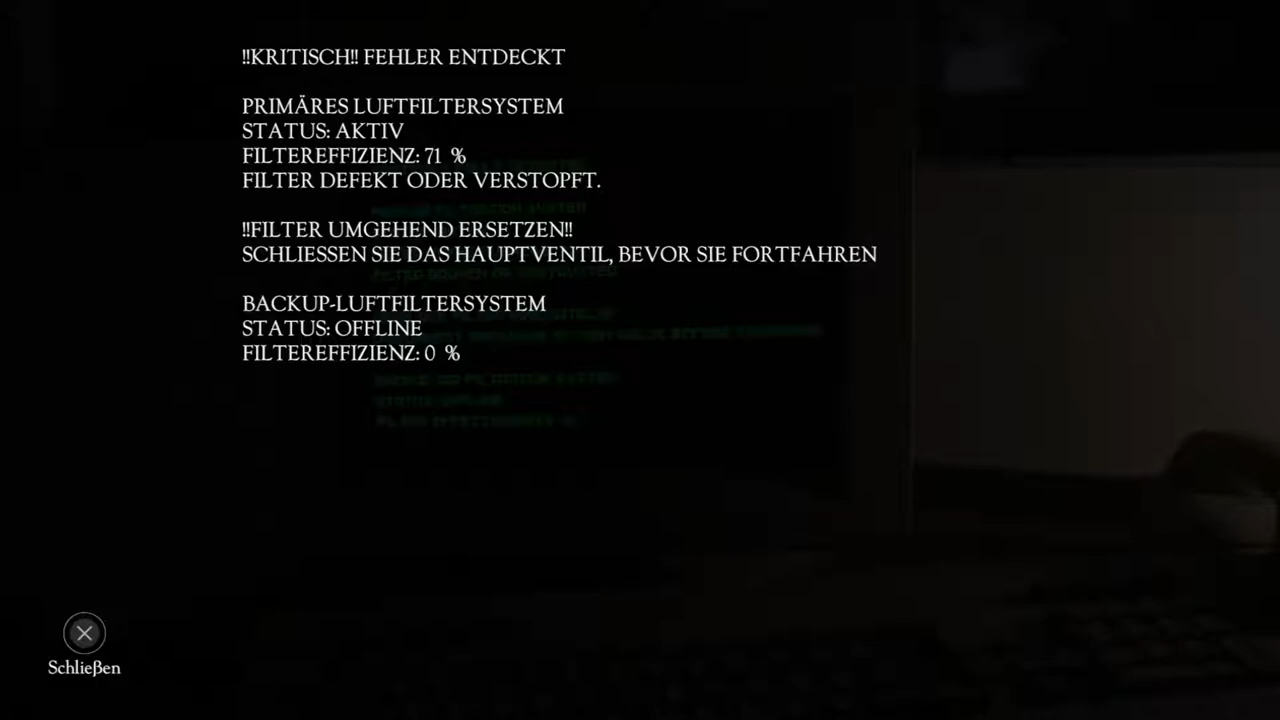 !!KRITISCH!! FEHLER ENTDECKT
PRIMÄRES LUFTFILTERSYSTEM
STATUS: AKTIV
FILTEREFFIZIENZ: 71 %
FILTER DEFEKT ODER VERSTOPFT.
!!FILTER UMGEHEND ERSETZEN!!
SCHLIESSEN SIE DAS HAUPTVENTIL, BEVOR SIE FORTFAHREN
BACKUP-LUFTFILTERSYSTEM
STATUS: OFFLINE
FILTEREFFIZIENZ: 0 %
Schließen